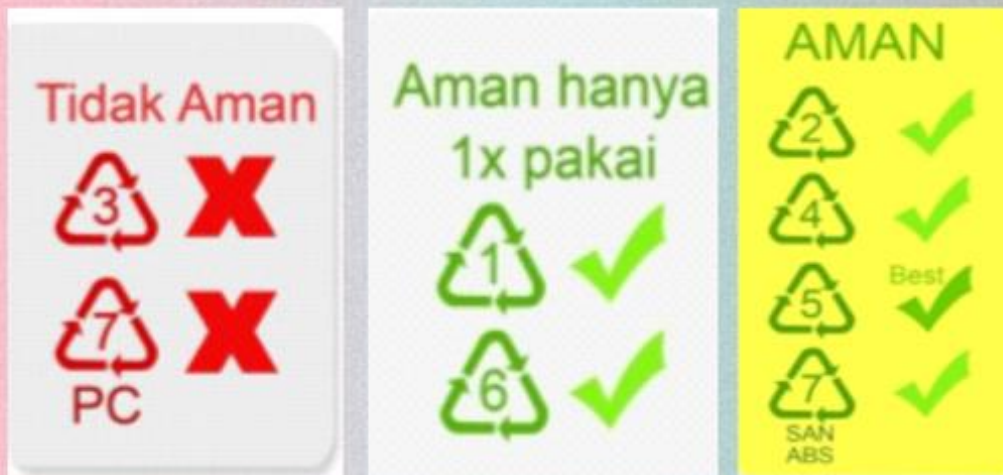 Tidak Aman
3 X
7 X
PC
Aman hanya
1x pakai
1
6
AMAN
2
4
Best
5
7
SAN
ABS